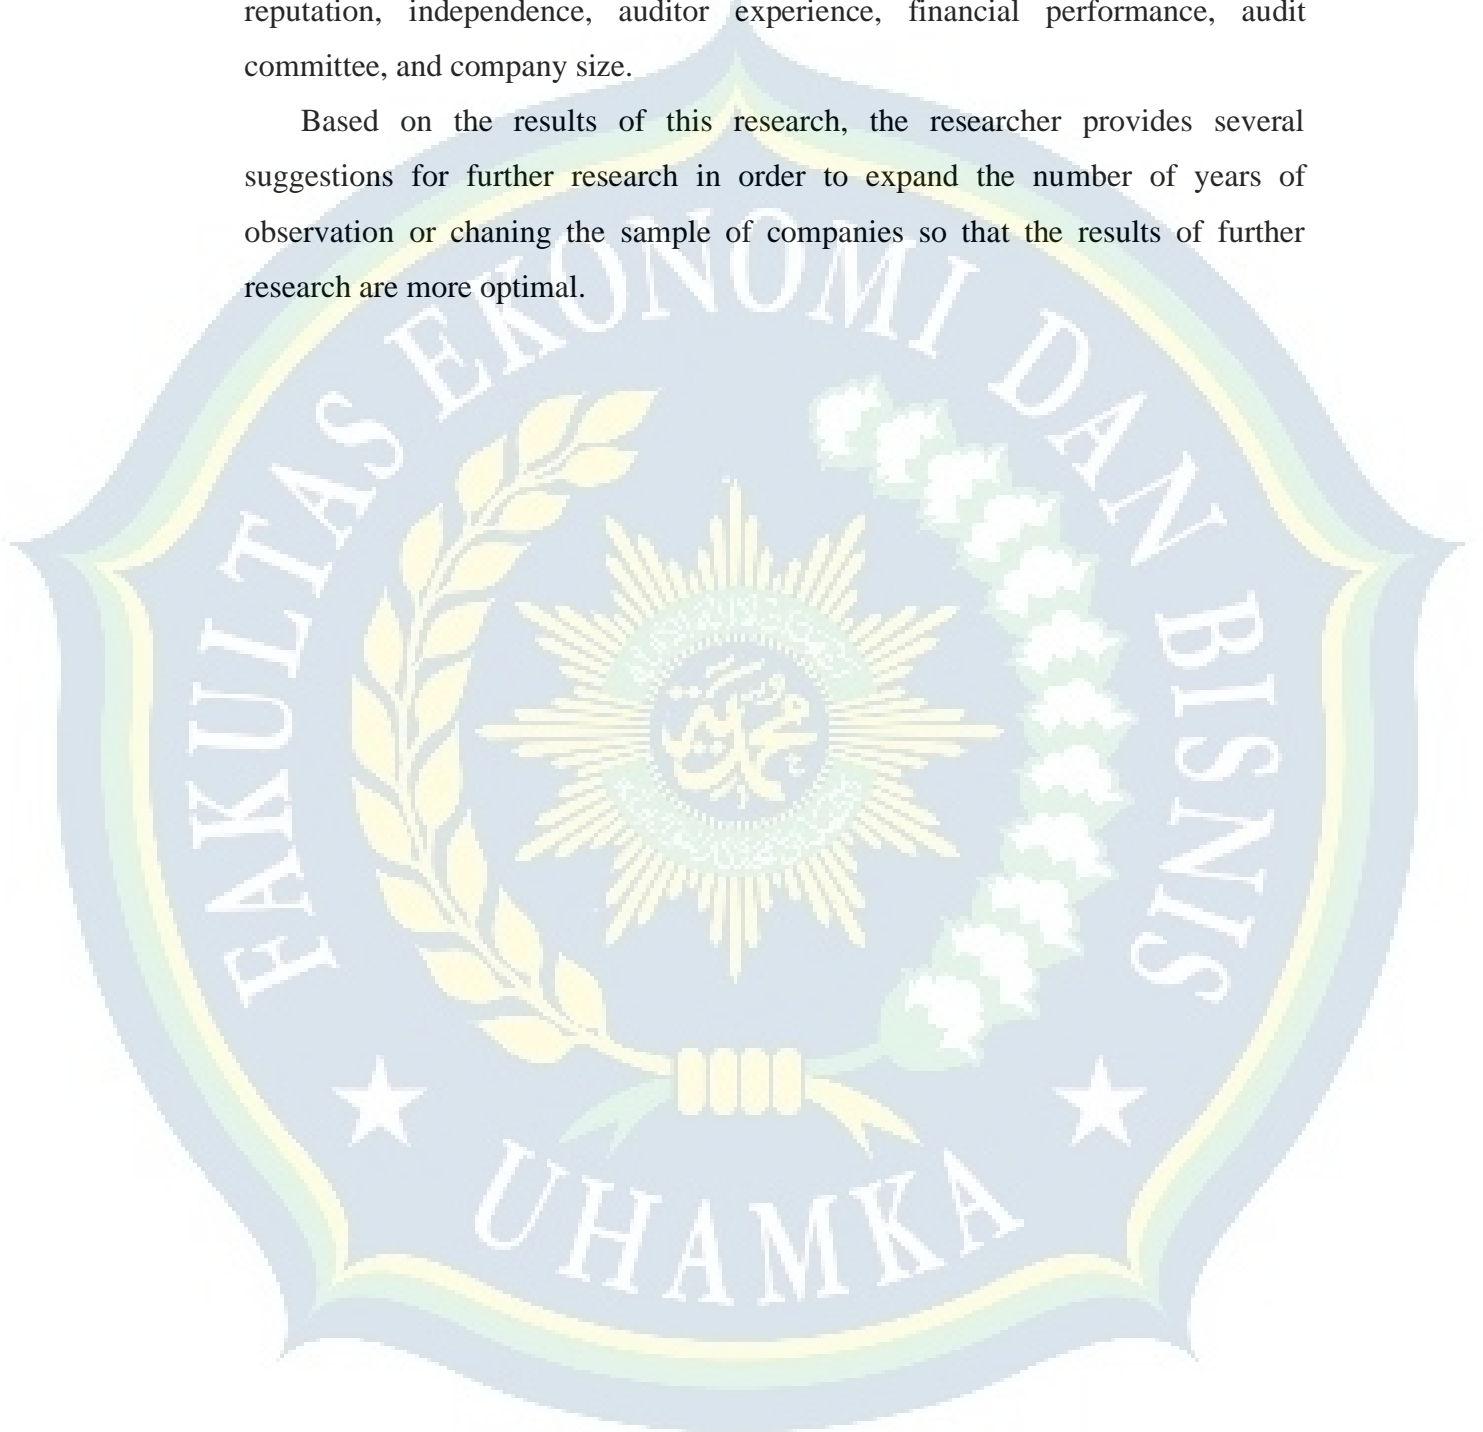 reputation, independence, auditor experience, financial performance, audit
committee, and company size.
Based on the results of this research, the researcher provides several
suggestions for further research in order to expand the number of years of
observation or chaning the sample of companies so that the results of further
research are more optimal.
FAKULTAS EKONOMI DAN BISNIS
UHAMKA